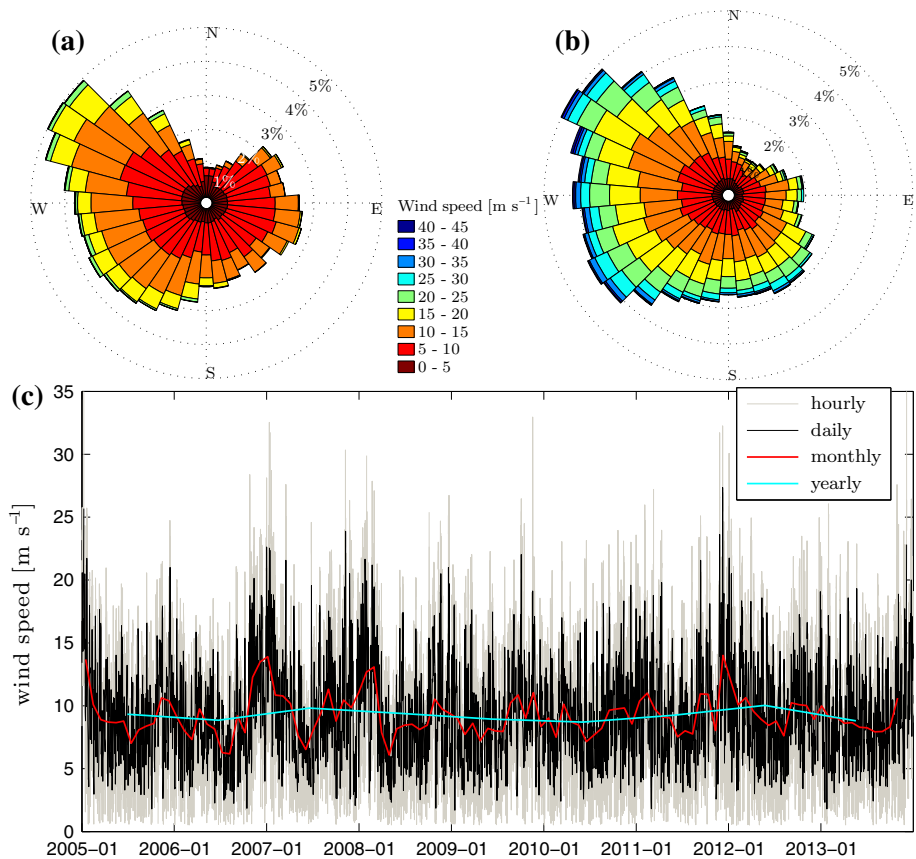 (a)
N
5%
4%
3%
2%
1%
W
E
S
(b)
N
5%
4%
3%
2%
W
E
S
Wind speed [m s⁻¹]
40 - 45
35 - 40
30 - 35
25 - 30
20 - 25
15 - 20
10 - 15
5 - 10
0 - 5
(c)
35
30
25
20
15
10
5
0
wind speed [m s⁻¹]
hourly
daily
monthly
yearly
2005-01 2006-01 2007-01 2008-01 2009-01 2010-01 2011-01 2012-01 2013-01